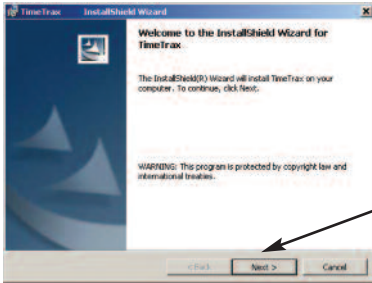 TimeTrax InstallShield Wizard
Welcome to the InstallShield Wizard for
TimeTrax
The InstallShield(R) Wizard will install TimeTrax on your
computer. To continue, click Next.
WARNING: This program is protected by copyright law and
international treaties.
< Back Next > Cancel